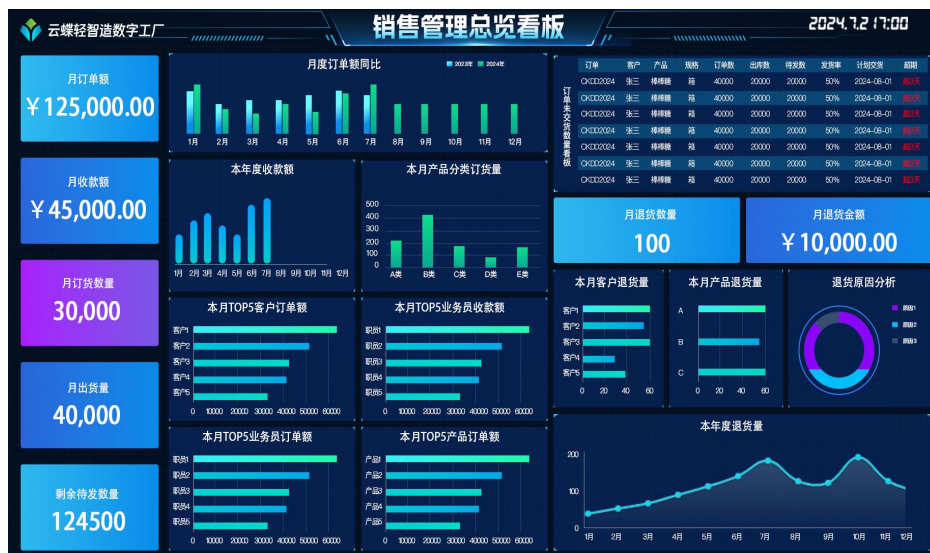 云蝶轻智造数字工厂
销售管理总览看板
2024.7.2 17:00
月订单额
￥125,000.00
月收款额
￥45,000.00
月订货数量
30,000
月出货量
40,000
剩余待发数量
124500
月度订单额同比
2023年 2024年
1月 2月 3月 4月 5月 6月 7月 8月 9月 10月 11月 12月
本年度收款额
1月 2月 3月 4月 5月 6月 7月 8月 9月 10月 11月 12月
本月产品分类订货量
500
400
300
200
100
0
A类 B类 C类 D类 E类
本月TOP5客户订单额
客户1
客户2
客户3
客户4
客户5
0 10000 20000 30000 40000 50000 60000
本月TOP5业务员收款额
职员1
职员2
职员3
职员4
职员5
0 10000 20000 30000 40000 50000 60000
本月TOP5业务员订单额
职员1
职员2
职员3
职员4
职员5
0 10000 20000 30000 40000 50000 60000
本月TOP5产品订单额
产品1
产品2
产品3
产品4
产品5
0 10000 20000 30000 40000 50000 60000
订单未交货数量看板
订单 客户 产品 规格 订单数 出库数 待发数 发货率 计划交货 超期
CKDD2024 张三 棒棒糖 箱 40000 20000 20000 50% 2024-08-01 超3天
CKDD2024 张三 棒棒糖 箱 40000 20000 20000 50% 2024-08-01 超3天
CKDD2024 张三 棒棒糖 箱 40000 20000 20000 50% 2024-08-01 超3天
CKDD2024 张三 棒棒糖 箱 40000 20000 20000 50% 2024-08-01 超3天
CKDD2024 张三 棒棒糖 箱 40000 20000 20000 50% 2024-08-01 超3天
CKDD2024 张三 棒棒糖 箱 40000 20000 20000 50% 2024-08-01 超3天
CKDD2024 张三 棒棒糖 箱 40000 20000 20000 50% 2024-08-01 超3天
月退货数量
100
月退货金额
￥10,000.00
本月客户退货量
客户1
客户2
客户3
客户4
客户5
0 20 40 60
本月产品退货量
A
B
C
0 20 40 60
退货原因分析
原因1
原因2
原因3
本年度退货量
200
100
0
1月 2月 3月 4月 5月 6月 7月 8月 9月 10月 11月 12月